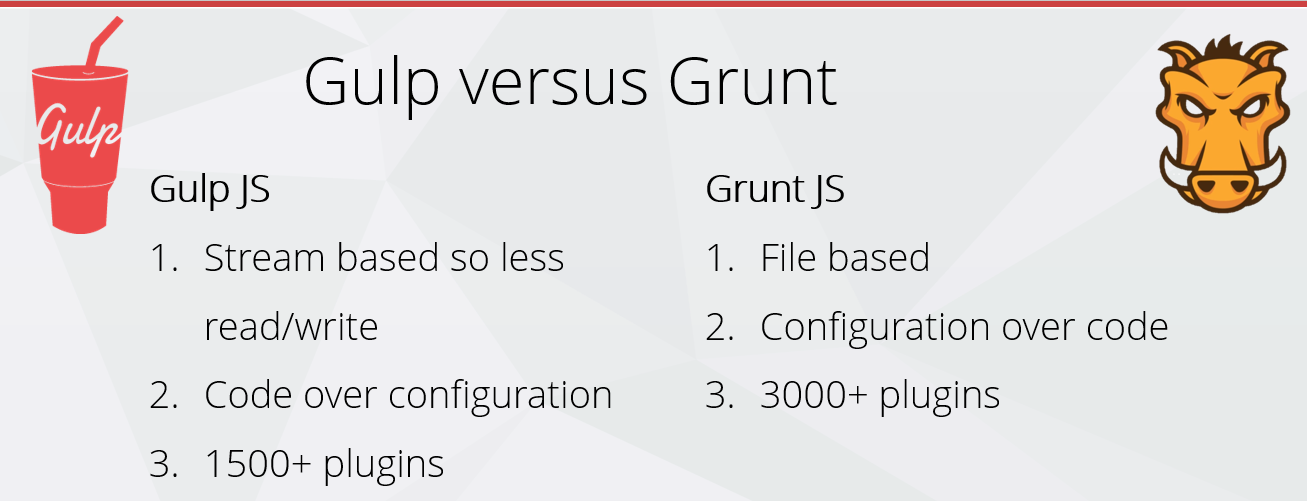 Gulp
Gulp versus Grunt
Gulp JS
1. Stream based so less
read/write
2. Code over configuration
3. 1500+ plugins
Grunt JS
1. File based
2. Configuration over code
3. 3000+ plugins